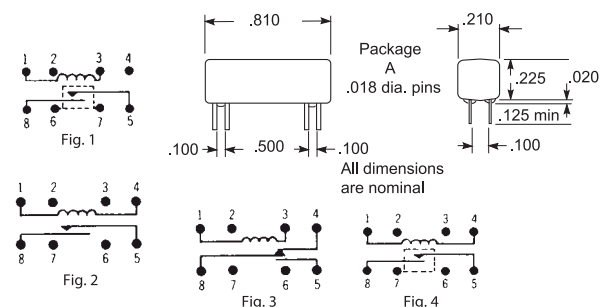 .810
.210
Package
A
.018 dia. pins
.225
.020
.125 min
.100
.500
.100
.100
All dimensions
are nominal
1 2 3 4
8 6 7 5
Fig. 1
1 2 3 4
8 7 6 5
Fig. 2
1 2 3 4
8 7 6 5
Fig. 3
1 2 3 4
8 7 6 5
Fig. 4